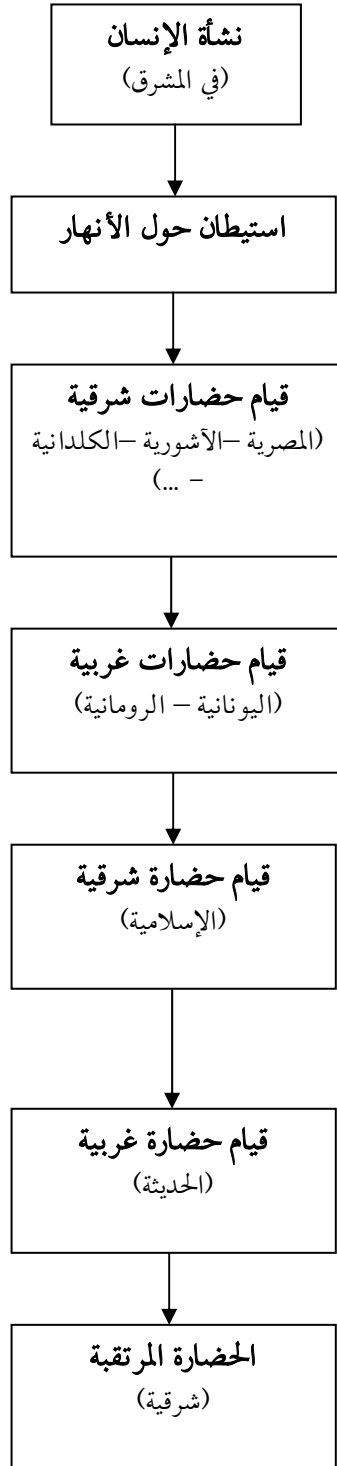 نشأة الإنسان
(في المشرق)
استيطان حول الأنهار
قيام حضارات شرقية
(المصرية –الآشورية –الكلدانية
– ...)
قيام حضارات غربية
(اليونانية – الرومانية)
قيام حضارة شرقية
(الإسلامية)
قيام حضارة غربية
(الحديثة)
الحضارة المرتقبة
(شرقية)